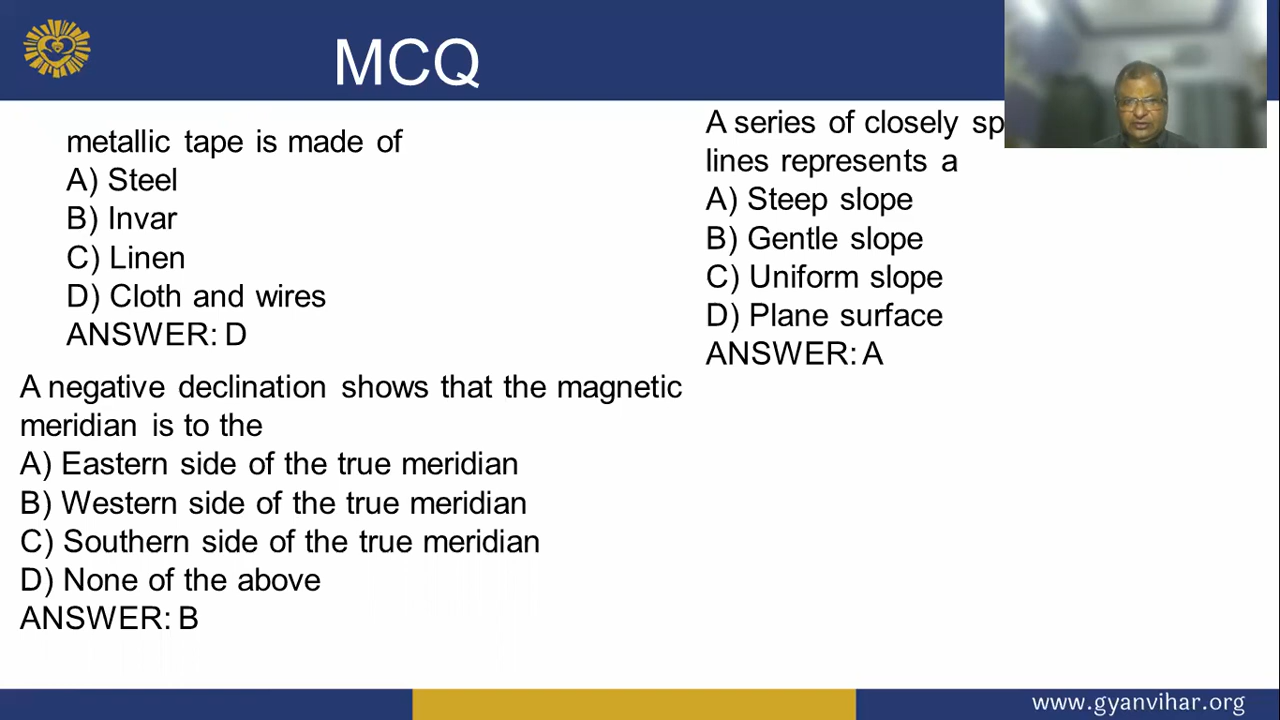 MCQ
metallic tape is made of
A) Steel
B) Invar
C) Linen
D) Cloth and wires
ANSWER: D
A negative declination shows that the magnetic
meridian is to the
A) Eastern side of the true meridian
B) Western side of the true meridian
C) Southern side of the true meridian
D) None of the above
ANSWER: B
A series of closely
lines represents a
A) Steep slope
B) Gentle slope
C) Uniform slope
D) Plane surface
ANSWER: A
www.gyanvihar.org